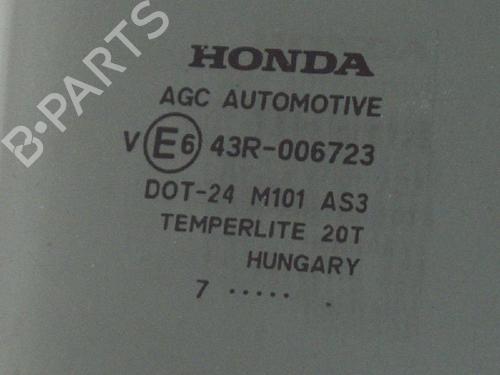 B-PARTS
HONDA
AGC AUTOMOTIVE
V E6 43R-006723
DOT-24 M101 AS3
TEMPERLITE 20T
HUNGARY
7 ..... .